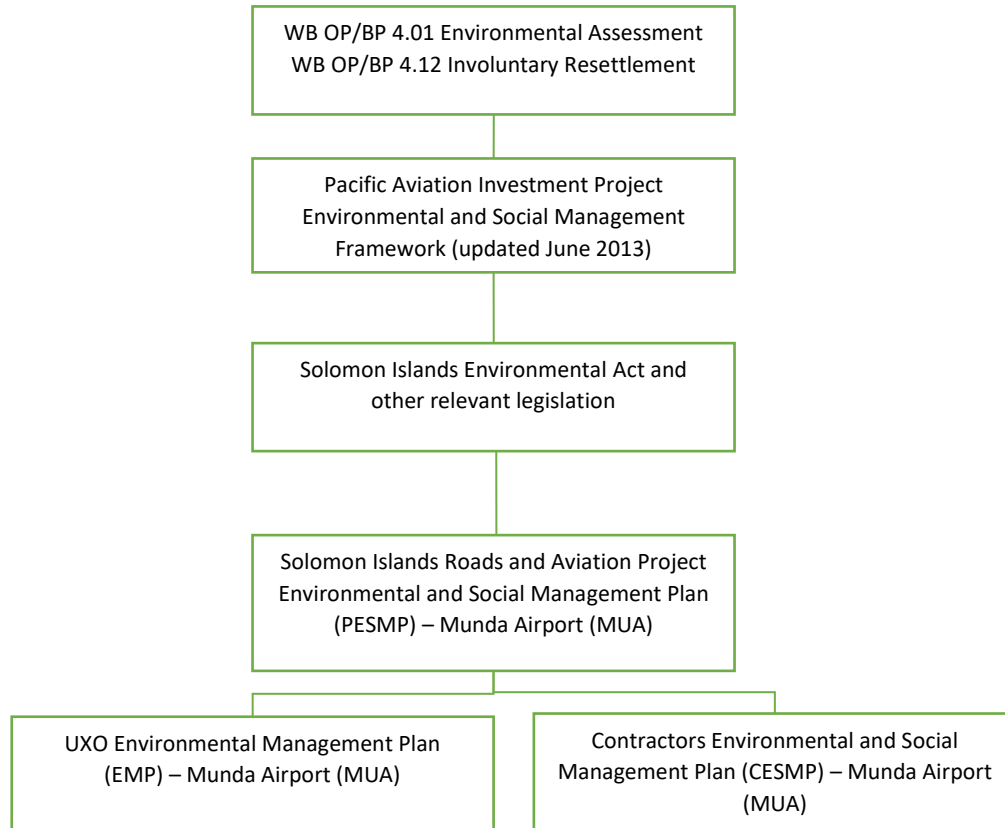 WB OP/BP 4.01 Environmental Assessment
WB OP/BP 4.12 Involuntary Resettlement
Pacific Aviation Investment Project
Environmental and Social Management
Framework (updated June 2013)
Solomon Islands Environmental Act and
other relevant legislation
Solomon Islands Roads and Aviation Project
Environmental and Social Management Plan
(PESMP) – Munda Airport (MUA)
UXO Environmental Management Plan
(EMP) – Munda Airport (MUA)
Contractors Environmental and Social
Management Plan (CESMP) – Munda Airport
(MUA)